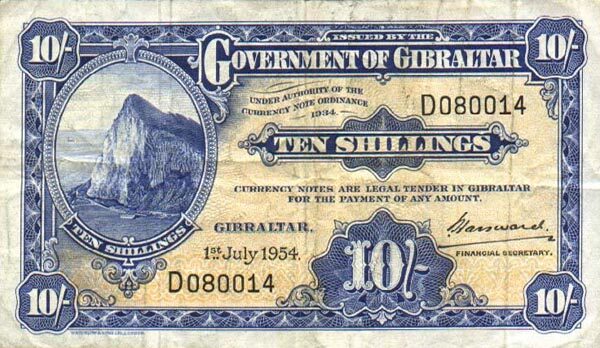 10/-
ISSUED BY THE
10/-
GOVERNMENT OF GIBRALTAR
UNDER AUTHORITY OF THE
CURRENCY NOTE ORDINANCE
1934.
D080014
TEN SHILLINGS
CURRENCY NOTES ARE LEGAL TENDER IN GIBRALTAR
FOR THE PAYMENT OF ANY AMOUNT.
TEN SHILLINGS
GIBRALTAR.
1st July 1954.
10/-
FINANCIAL SECRETARY.
D080014
10/-
10/-